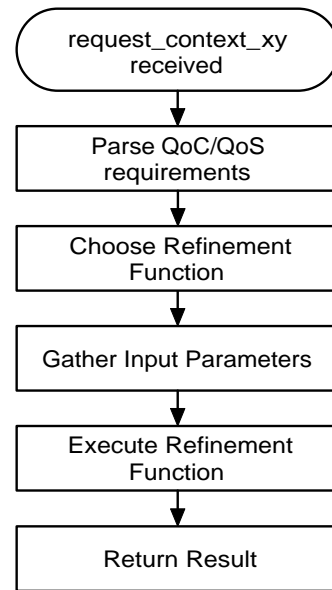 request_context_xy
received
Parse QoC/QoS
requirements
Choose Refinement
Function
Gather Input Parameters
Execute Refinement
Function
Return Result